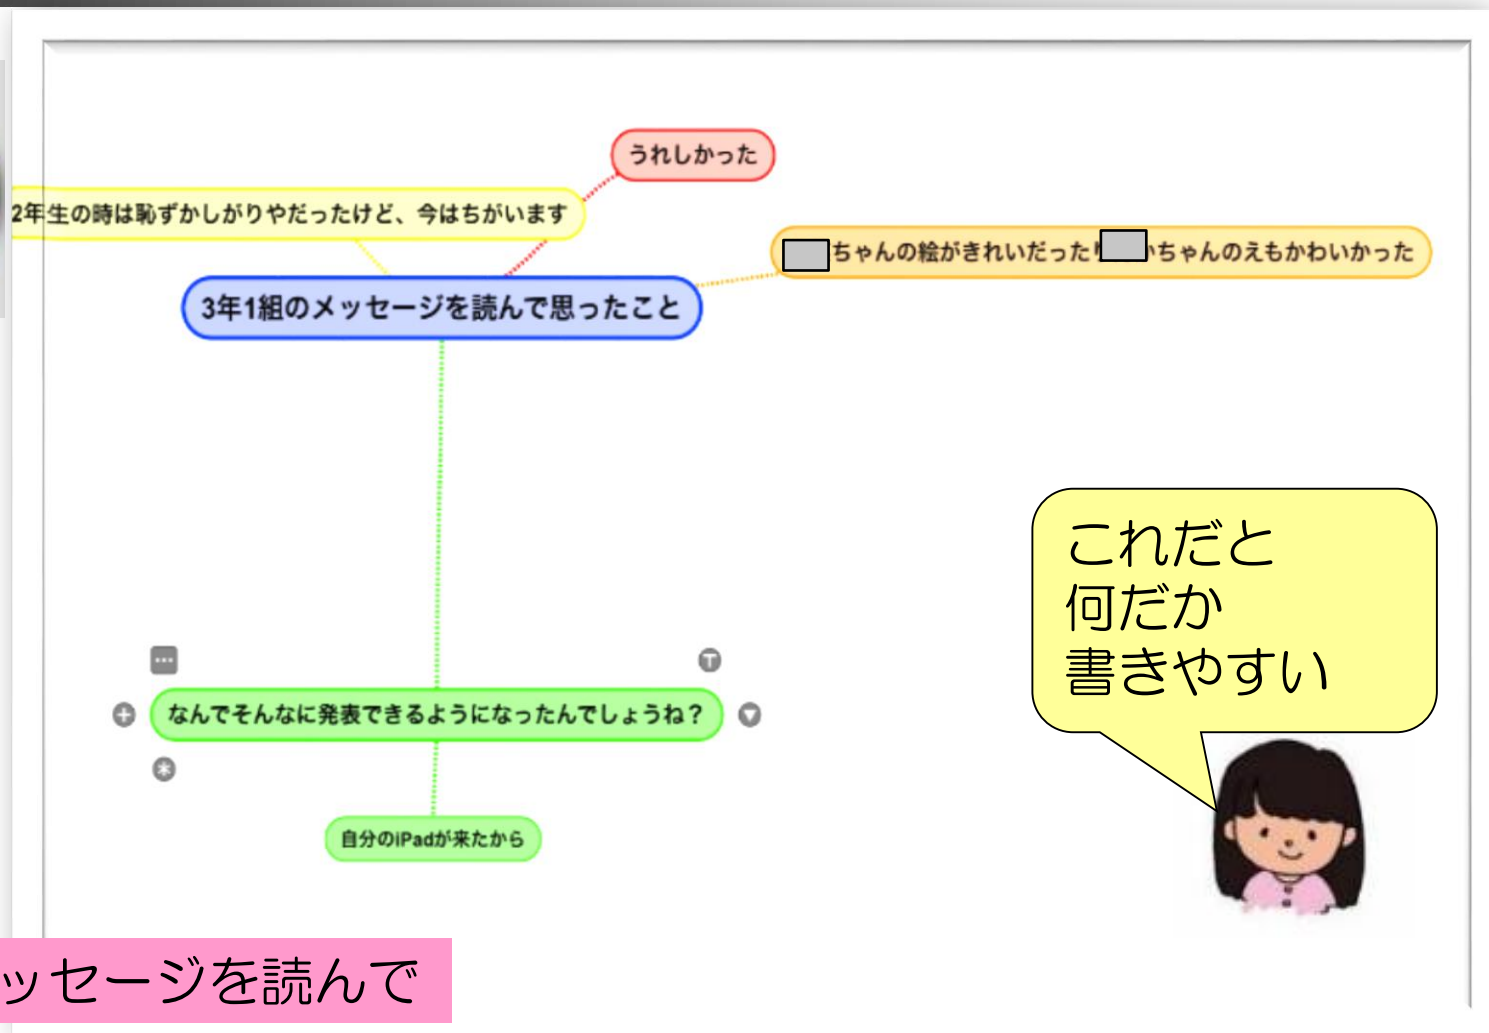 うれしかった
2年生の時は恥ずかしがりやだったけど、今はちがいます
ちゃんの絵がきれいだった ちゃんのえもかわいかった
3年1組のメッセージを読んで思ったこと
これだと
何だか
書きやすい
なんでそんなに発表できるようになったんでしょうね？
自分のiPadが来たから
ッセージを読んで